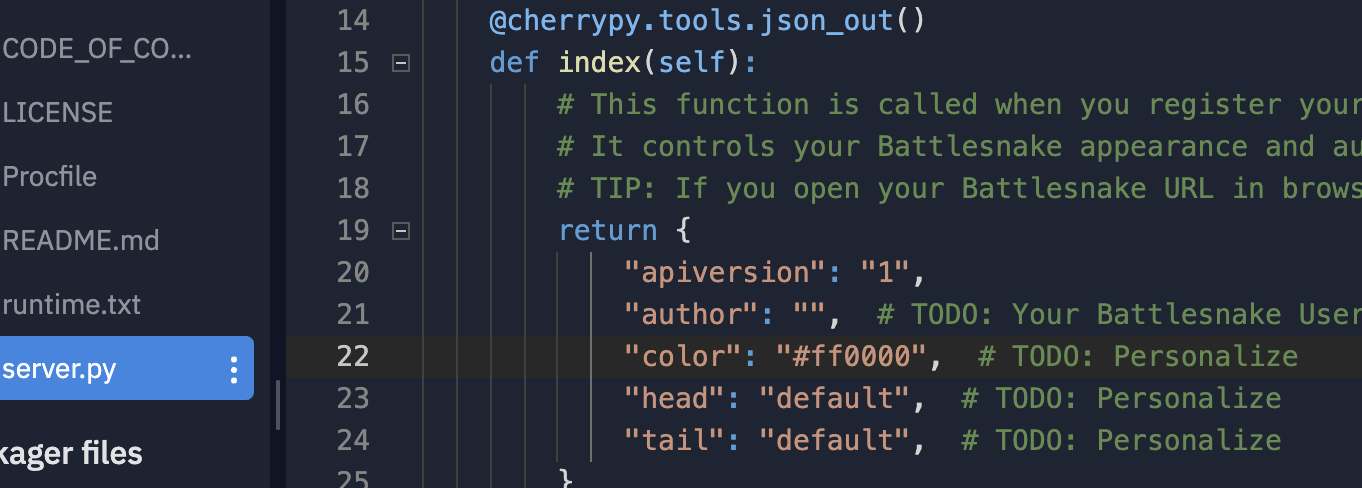 CODE_OF_CO...
LICENSE
Procfile
README.md
runtime.txt
server.py
kager files
14 @cherrypy.tools.json_out()
15 def index(self):
16 # This function is called when you register your
17 # It controls your Battlesnake appearance and au
18 # TIP: If you open your Battlesnake URL in brows
19 return {
20 "apiversion": "1",
21 "author": "", # TODO: Your Battlesnake User
22 "color": "#ff0000", # TODO: Personalize
23 "head": "default", # TODO: Personalize
24 "tail": "default", # TODO: Personalize
25 }